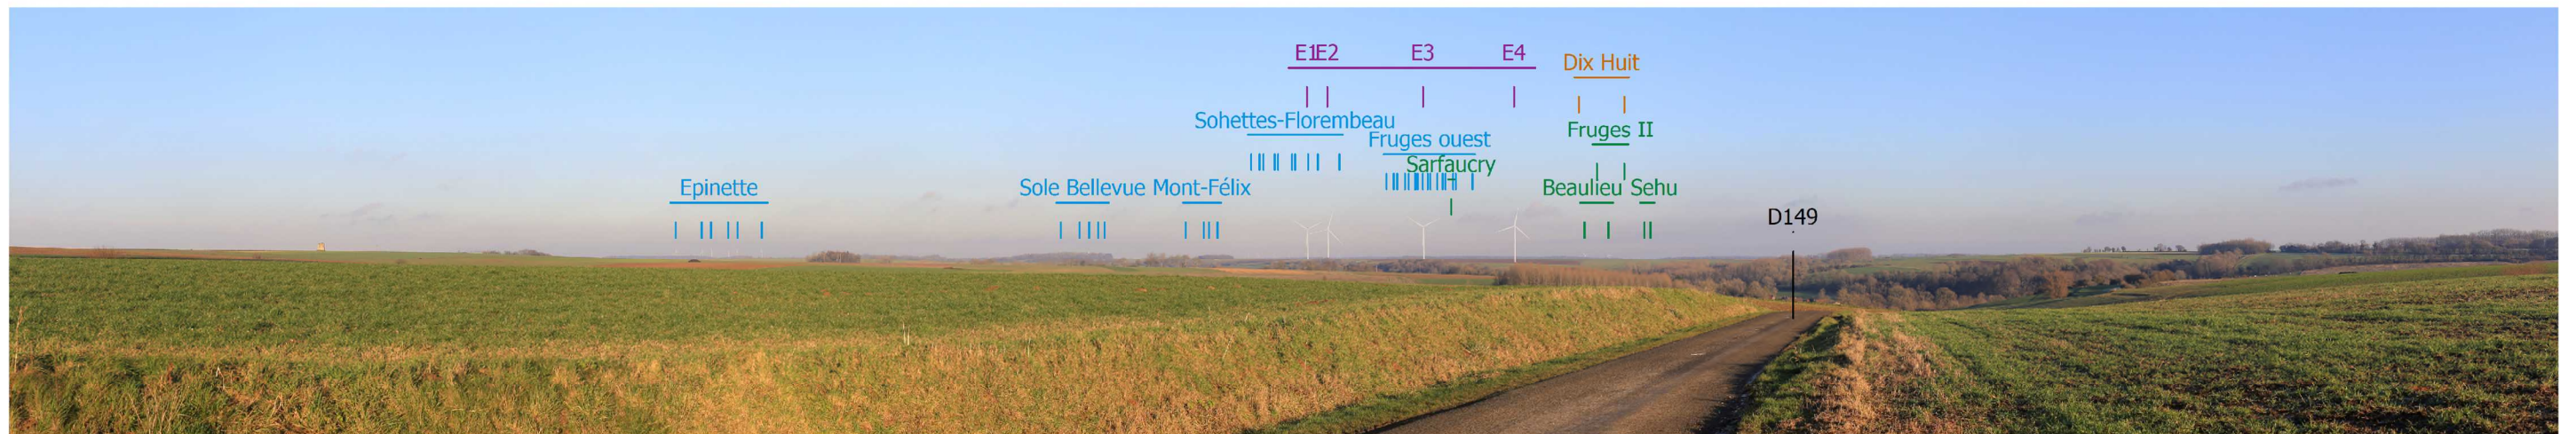 E1E2 E3 E4
Dix Huit
Sohettes-Florembeau
Fruges II
Fruges ouest
Sarfaucry
Epinette
Sole Bellevue
Mont-Félix
Beaulieu
Sehu
D149